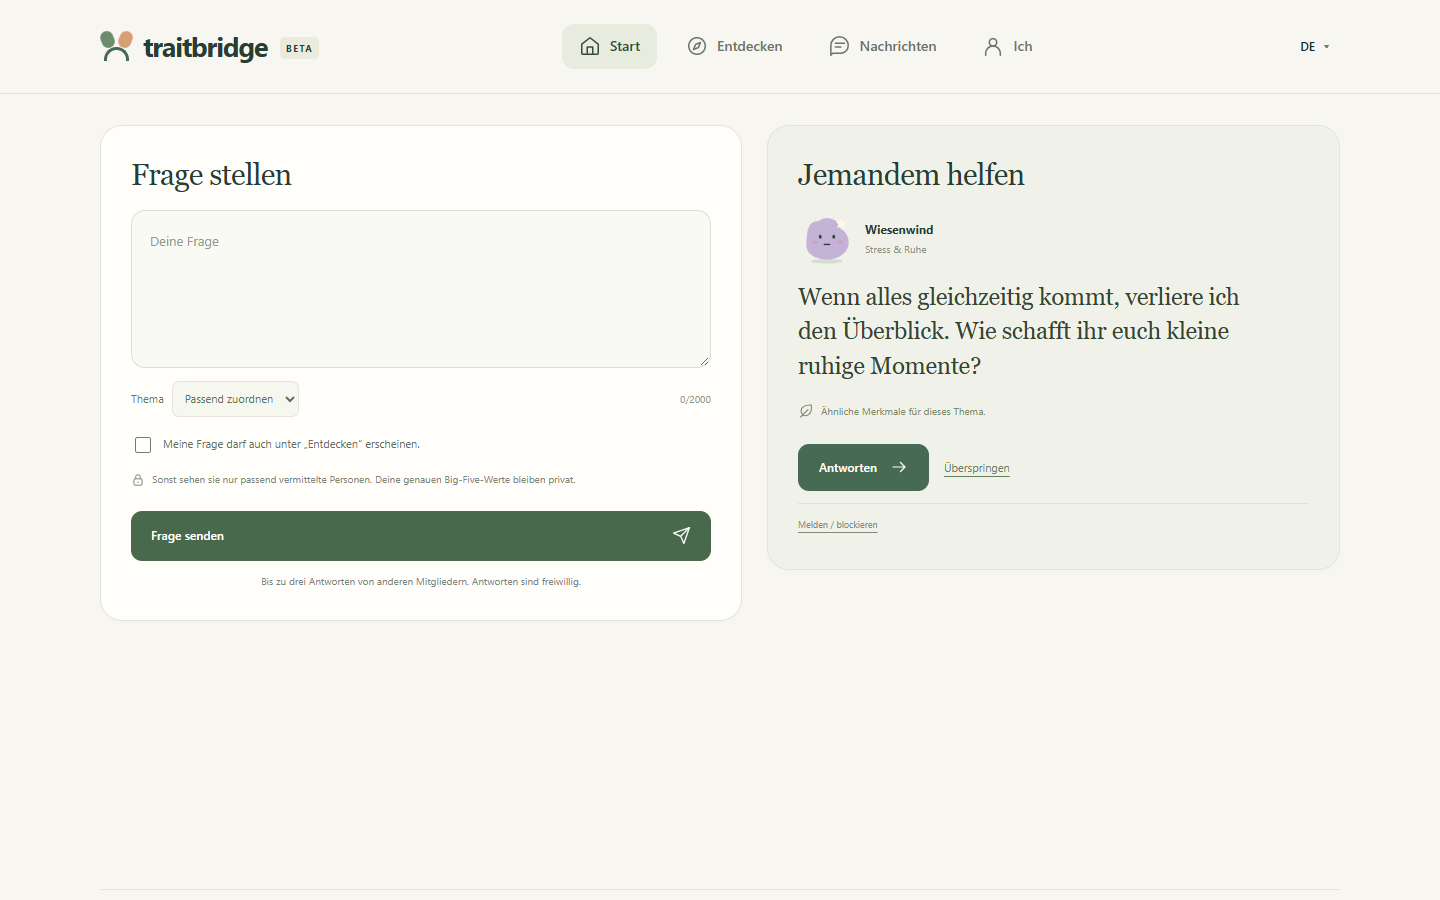 traitbridge BETA
Start Entdecken Nachrichten Ich
DE
Frage stellen
Deine Frage
Thema Passend zuordnen 0/2000
Meine Frage darf auch unter „Entdecken“ erscheinen.
Sonst sehen sie nur passend vermittelte Personen. Deine genauen Big-Five-Werte bleiben privat.
Frage senden
Bis zu drei Antworten von anderen Mitgliedern. Antworten sind freiwillig.
Jemandem helfen
Wiesenwind
Stress & Ruhe
Wenn alles gleichzeitig kommt, verliere ich
den Überblick. Wie schafft ihr euch kleine
ruhige Momente?
Ähnliche Merkmale für dieses Thema.
Antworten Überspringen
Melden / blockieren